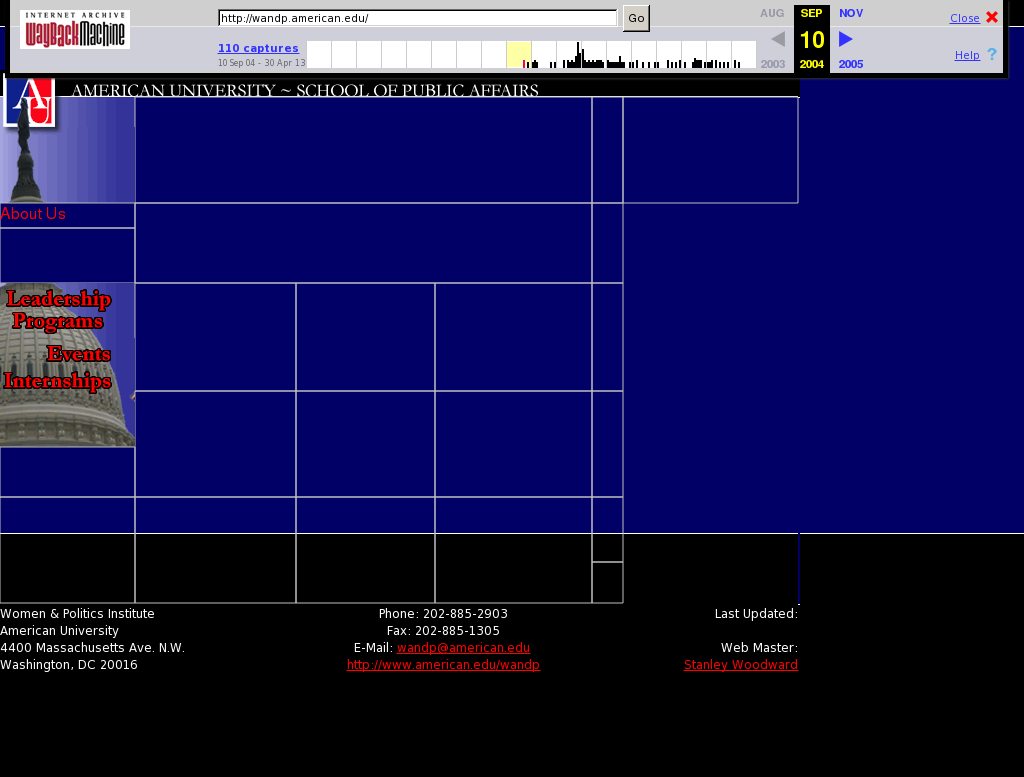 INTERNET ARCHIVE
WayBackMachine
http://wandp.american.edu/
Go
110 captures
10 Sep 04 - 30 Apr 13
AUG
SEP
NOV
10
2003
2004
2005
Close
Help
?
AU
AMERICAN UNIVERSITY ~ SCHOOL OF PUBLIC AFFAIRS
About Us
Leadership
Programs
Events
Internships
Women & Politics Institute
American University
4400 Massachusetts Ave. N.W.
Washington, DC 20016
Phone: 202-885-2903
Fax: 202-885-1305
E-Mail: wandp@american.edu
http://www.american.edu/wandp
Last Updated:
Web Master:
Stanley Woodward